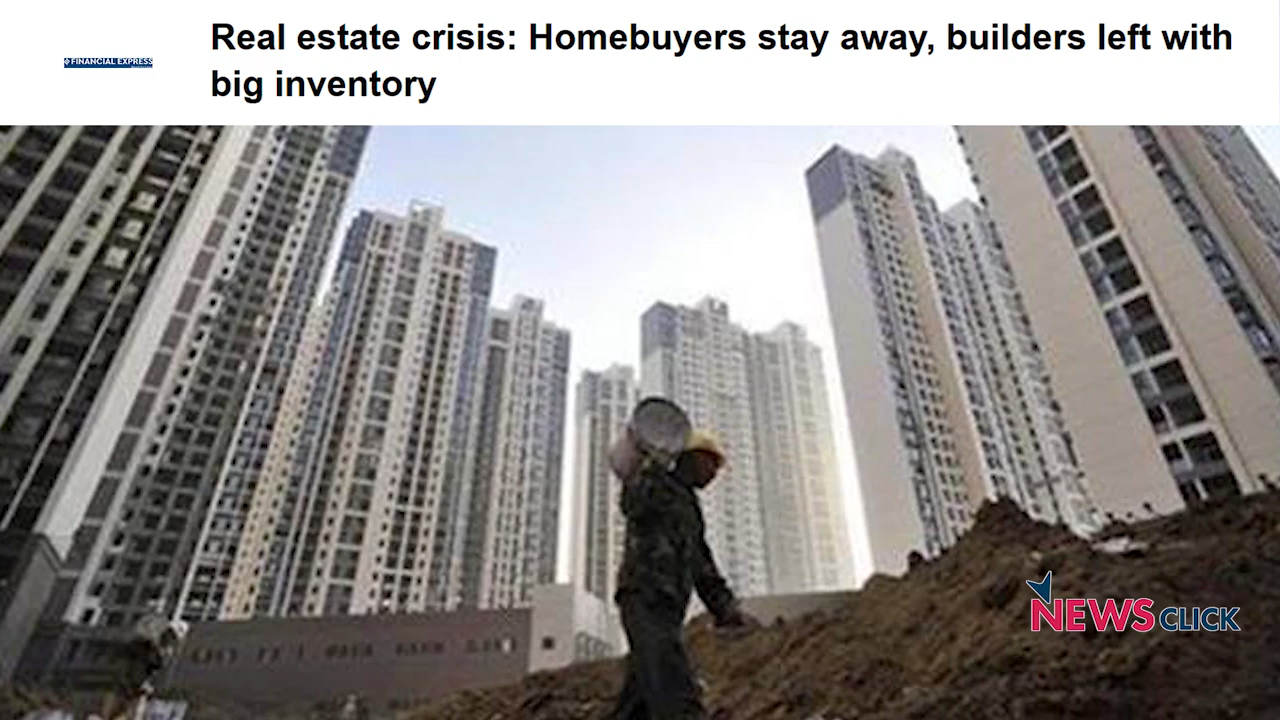 Real estate crisis: Homebuyers stay away, builders left with
FINANCIAL EXPRESS
big inventory
NEWSCLICK